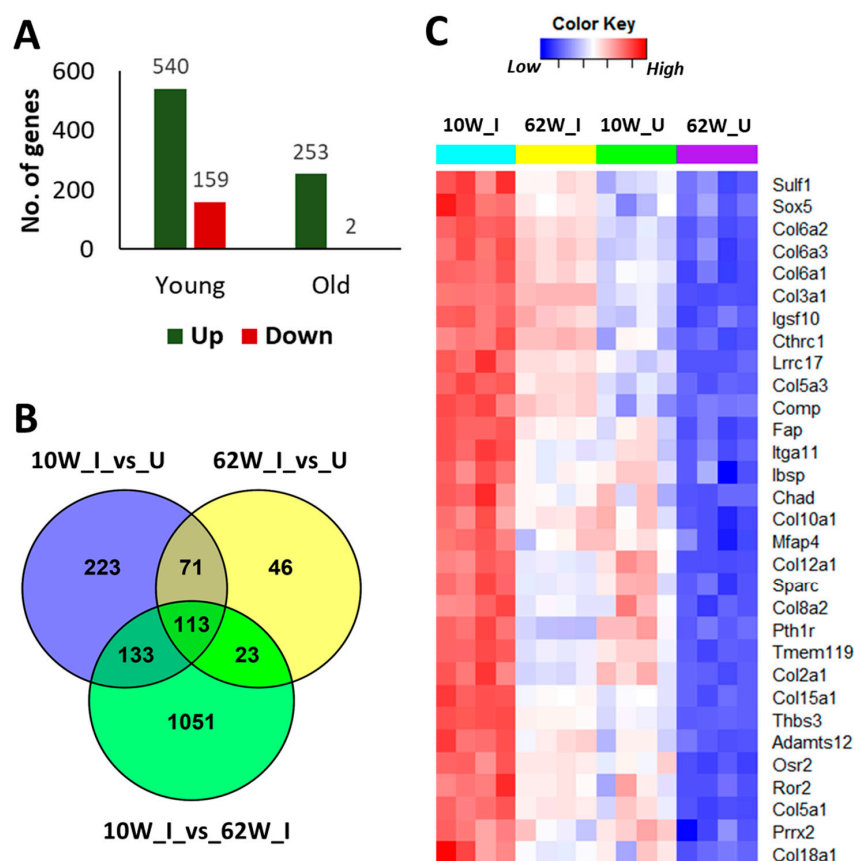 A
600
400
200
0
No. of genes
540
159
253
2
Young
Old
Up
Down
B
10W_I_vs_U
62W_I_vs_U
223
71
46
113
133
23
1051
10W_I_vs_62W_I
C
Color Key
Low
High
10W_I
62W_I
10W_U
62W_U
Sulf1
Sox5
Col6a2
Col6a3
Col6a1
Col3a1
Igsf10
Cthrc1
Lrrc17
Col5a3
Comp
Fap
Itga11
Ibsp
Chad
Col10a1
Mfap4
Col12a1
Sparc
Col8a2
Pth1r
Tmem119
Col2a1
Col15a1
Thbs3
Adamts12
Osr2
Ror2
Col5a1
Prrx2
Col18a1